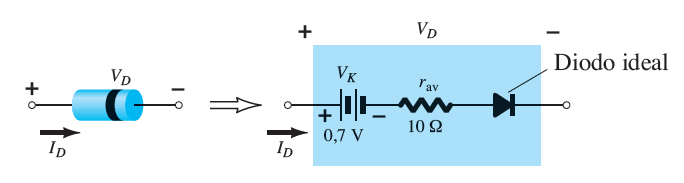 + V_D −
I_D
+ V_D −
Diodo ideal
V_K
r_av
+ −
0,7 V
10 Ω
I_D